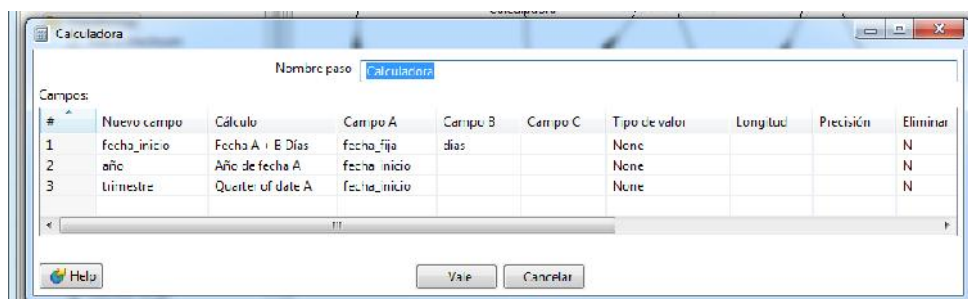 Calculadora
Nombre paso Calculadora
Campos:
# Nuevo campo Cálculo Campo A Campo B Campo C Tipo de valor Longitud Precisión Eliminar
1 fecha_inicio Fecha A + B Días fecha_fija dias None N
2 año Año de fecha A fecha_inicio None N
3 trimestre Quarter of date A fecha_inicio None N
Help Vale Cancelar